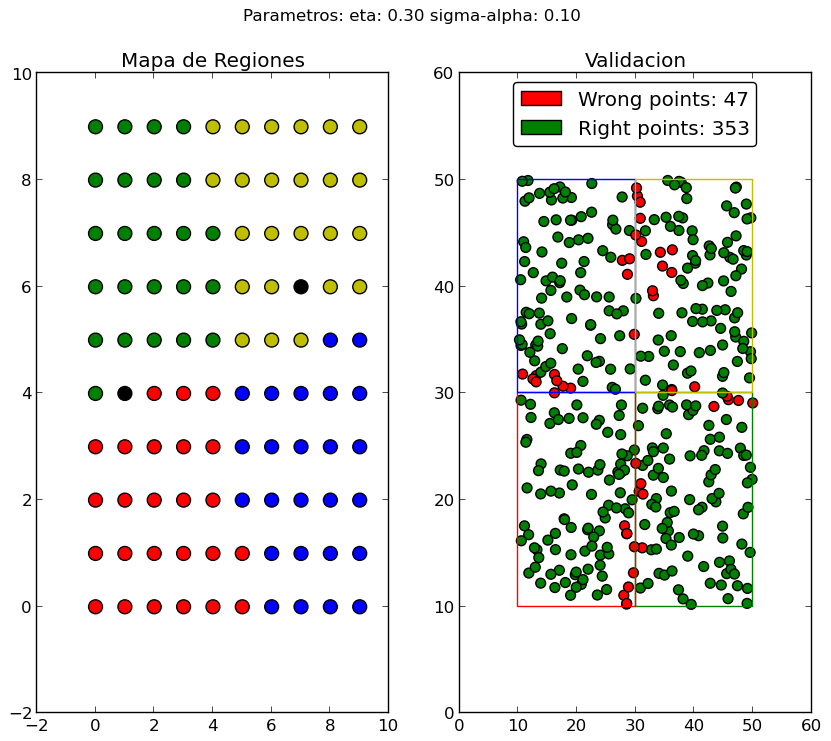 Parametros: eta: 0.30 sigma-alpha: 0.10
Mapa de Regiones
10
8
6
4
2
0
−2
−2 0 2 4 6 8 10
Validacion
Wrong points: 47
Right points: 353
60
50
40
30
20
10
0
0 10 20 30 40 50 60